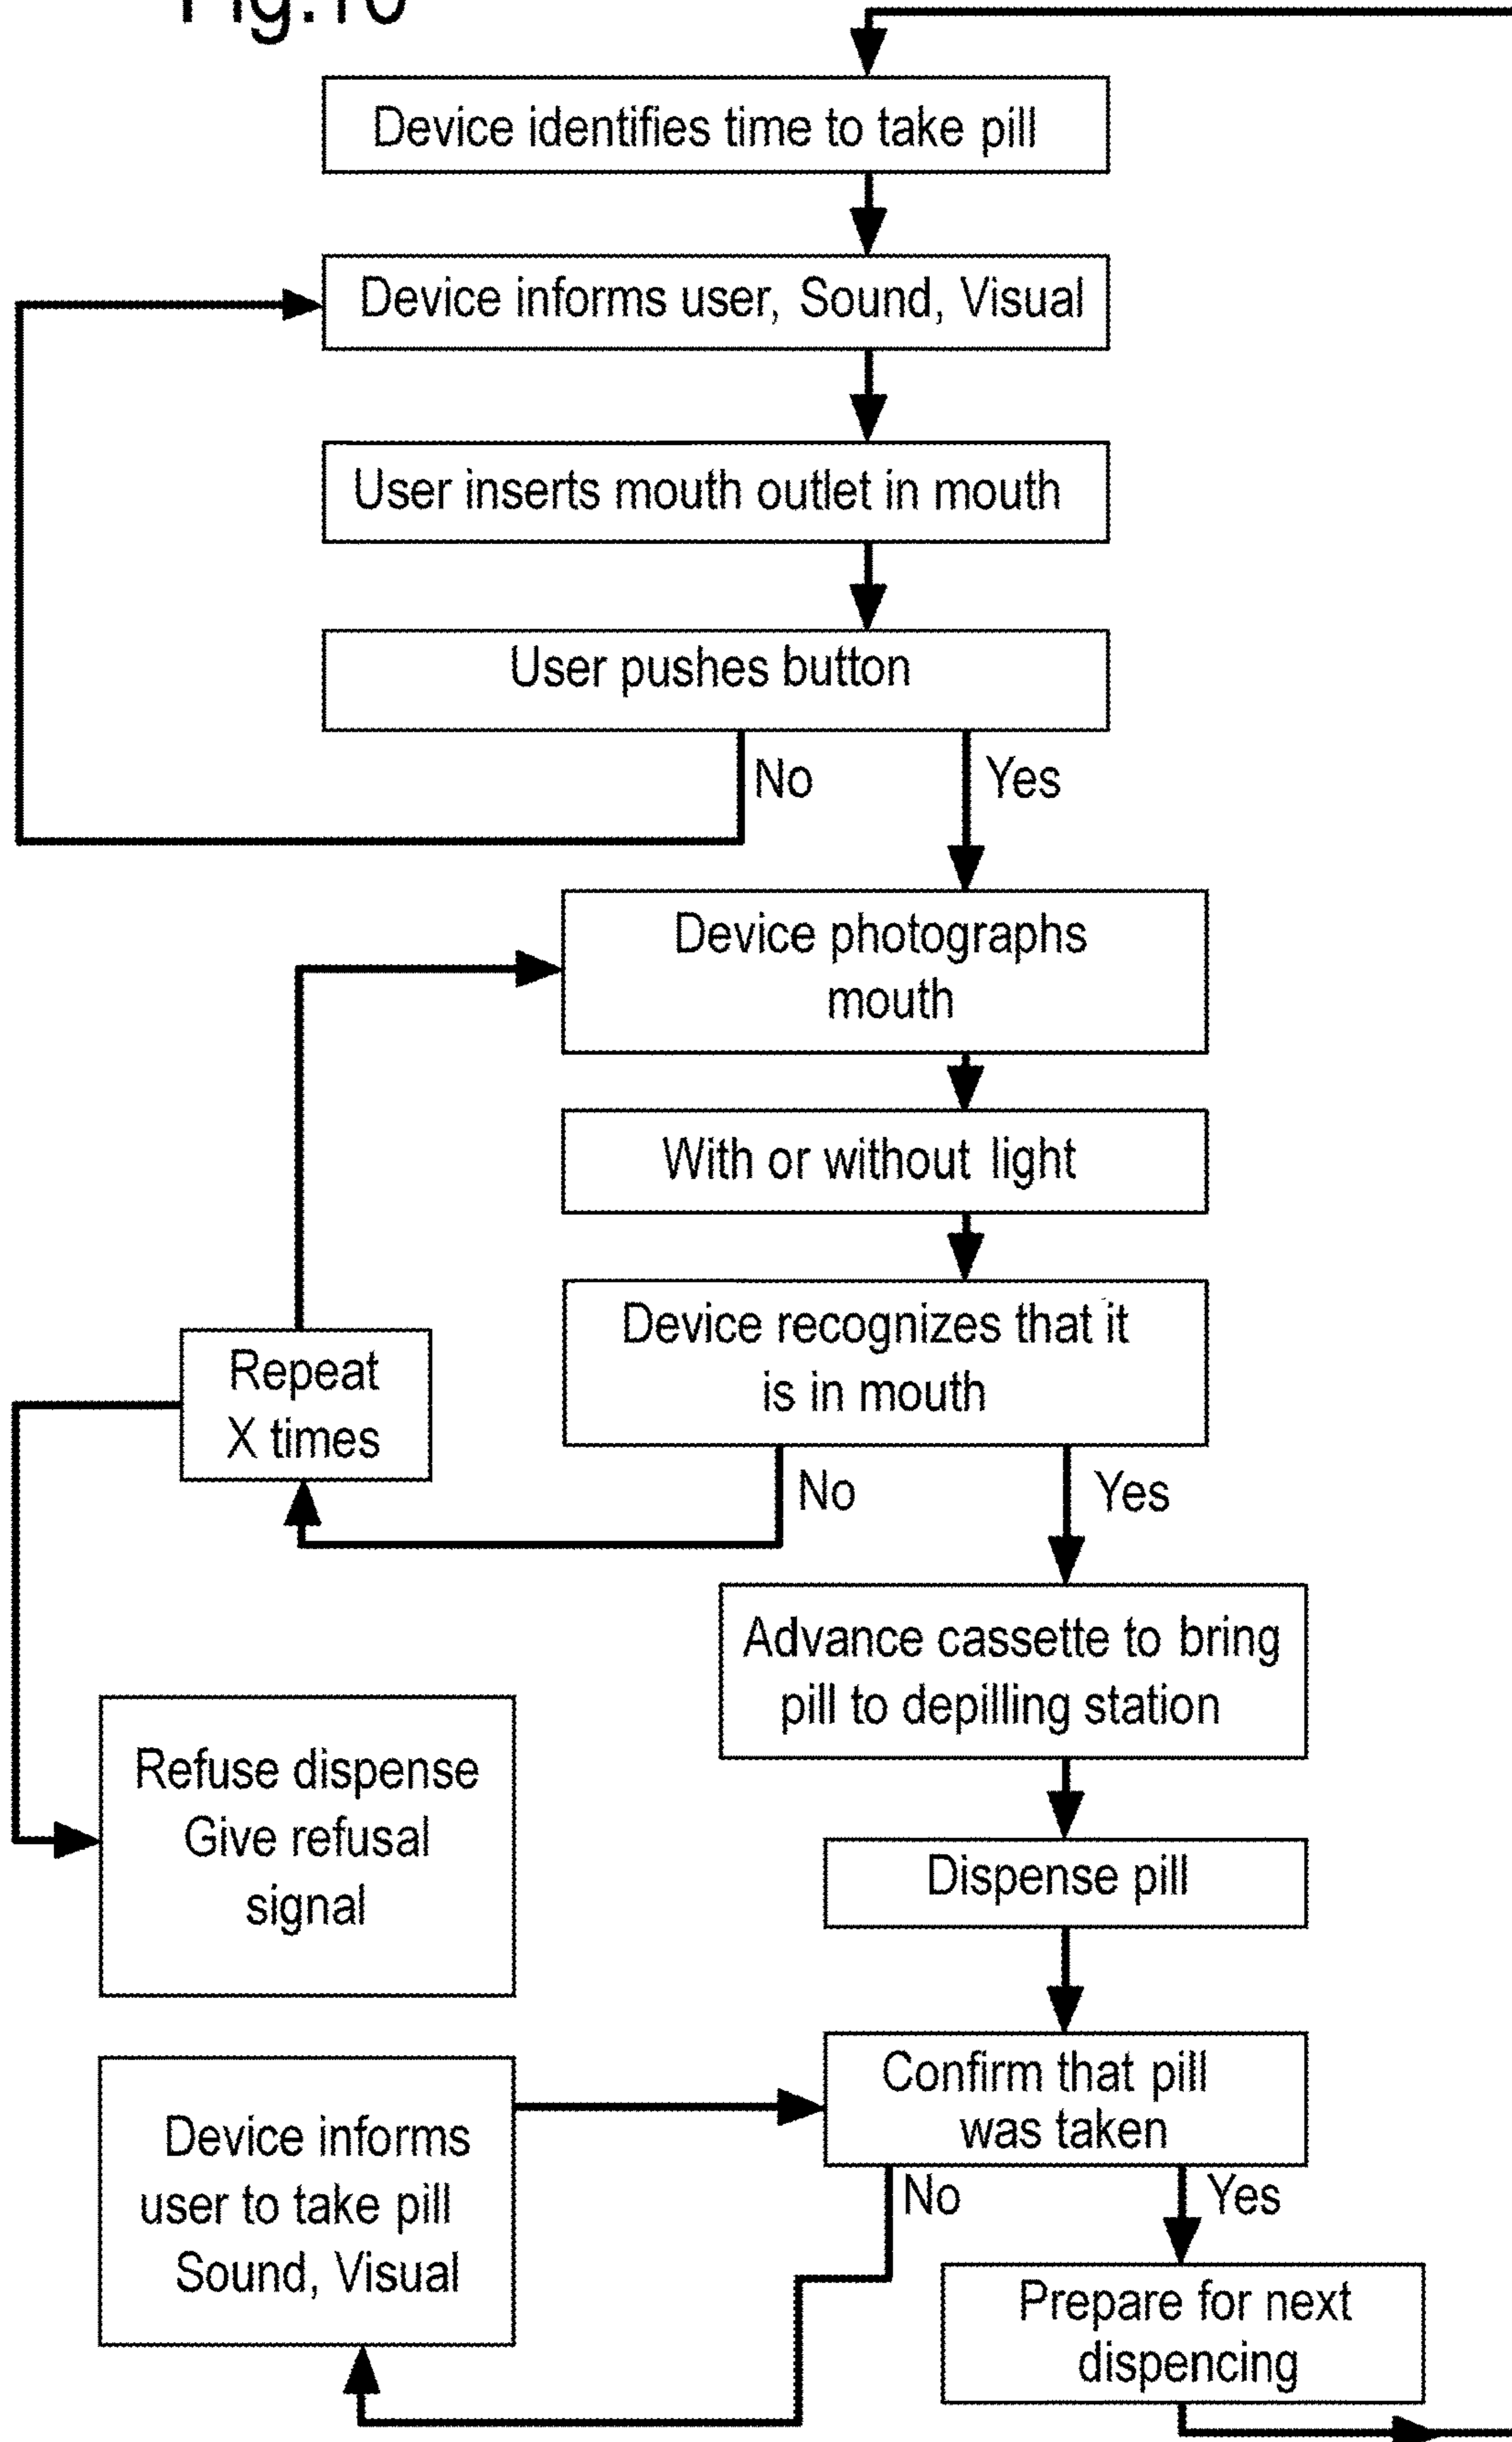 Fig.
Device identifies time to take pill
Device informs user, Sound, Visual
User inserts mouth outlet in mouth
User pushes button
No
Yes
Device photographs
mouth
With or without light
Device recognizes that it
is in mouth
Repeat
X times
No
Yes
Advance cassette to bring
pill to depilling station
Refuse dispense
Give refusal
signal
Dispense pill
Confirm that pill
was taken
Device informs
user to take pill
Sound, Visual
No
Yes
Prepare for next
dispencing